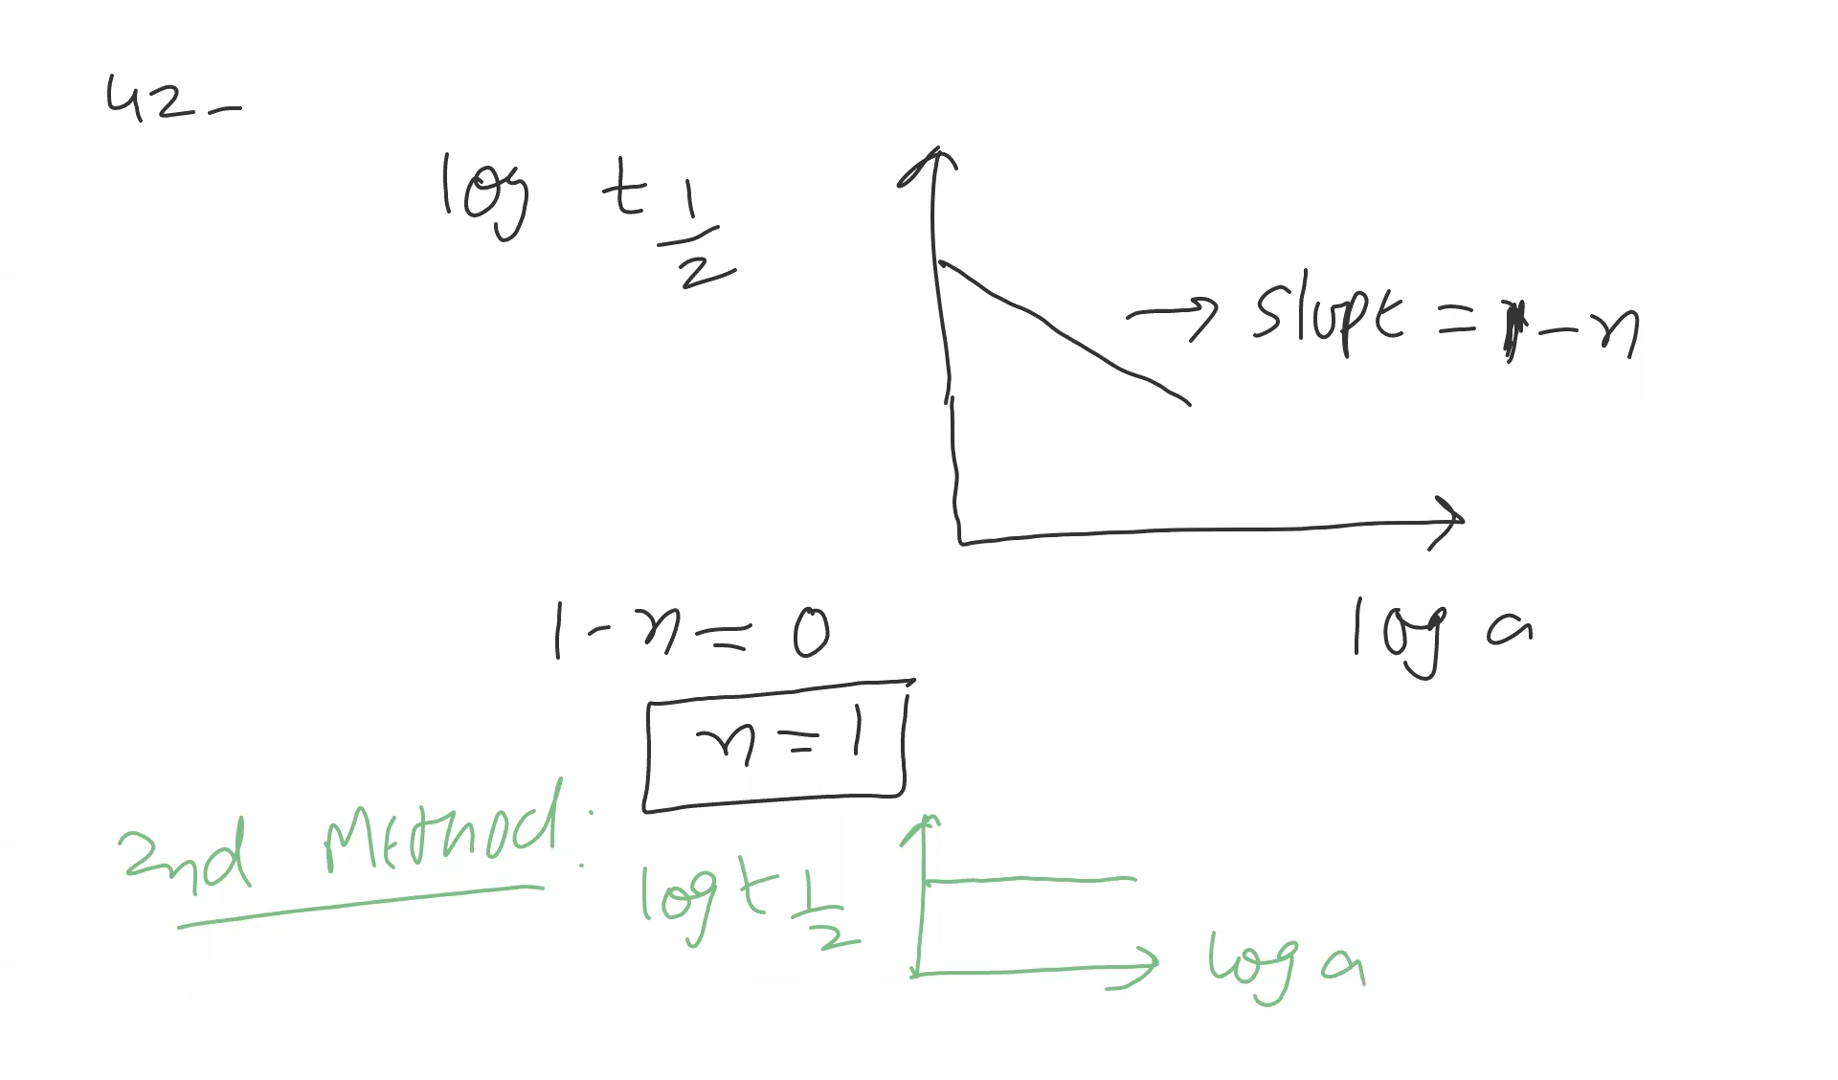 42-
log t 1/2
→ slope = 1-n
log a
1-n = 0
n = 1
2nd Method:
log t 1/2
log a